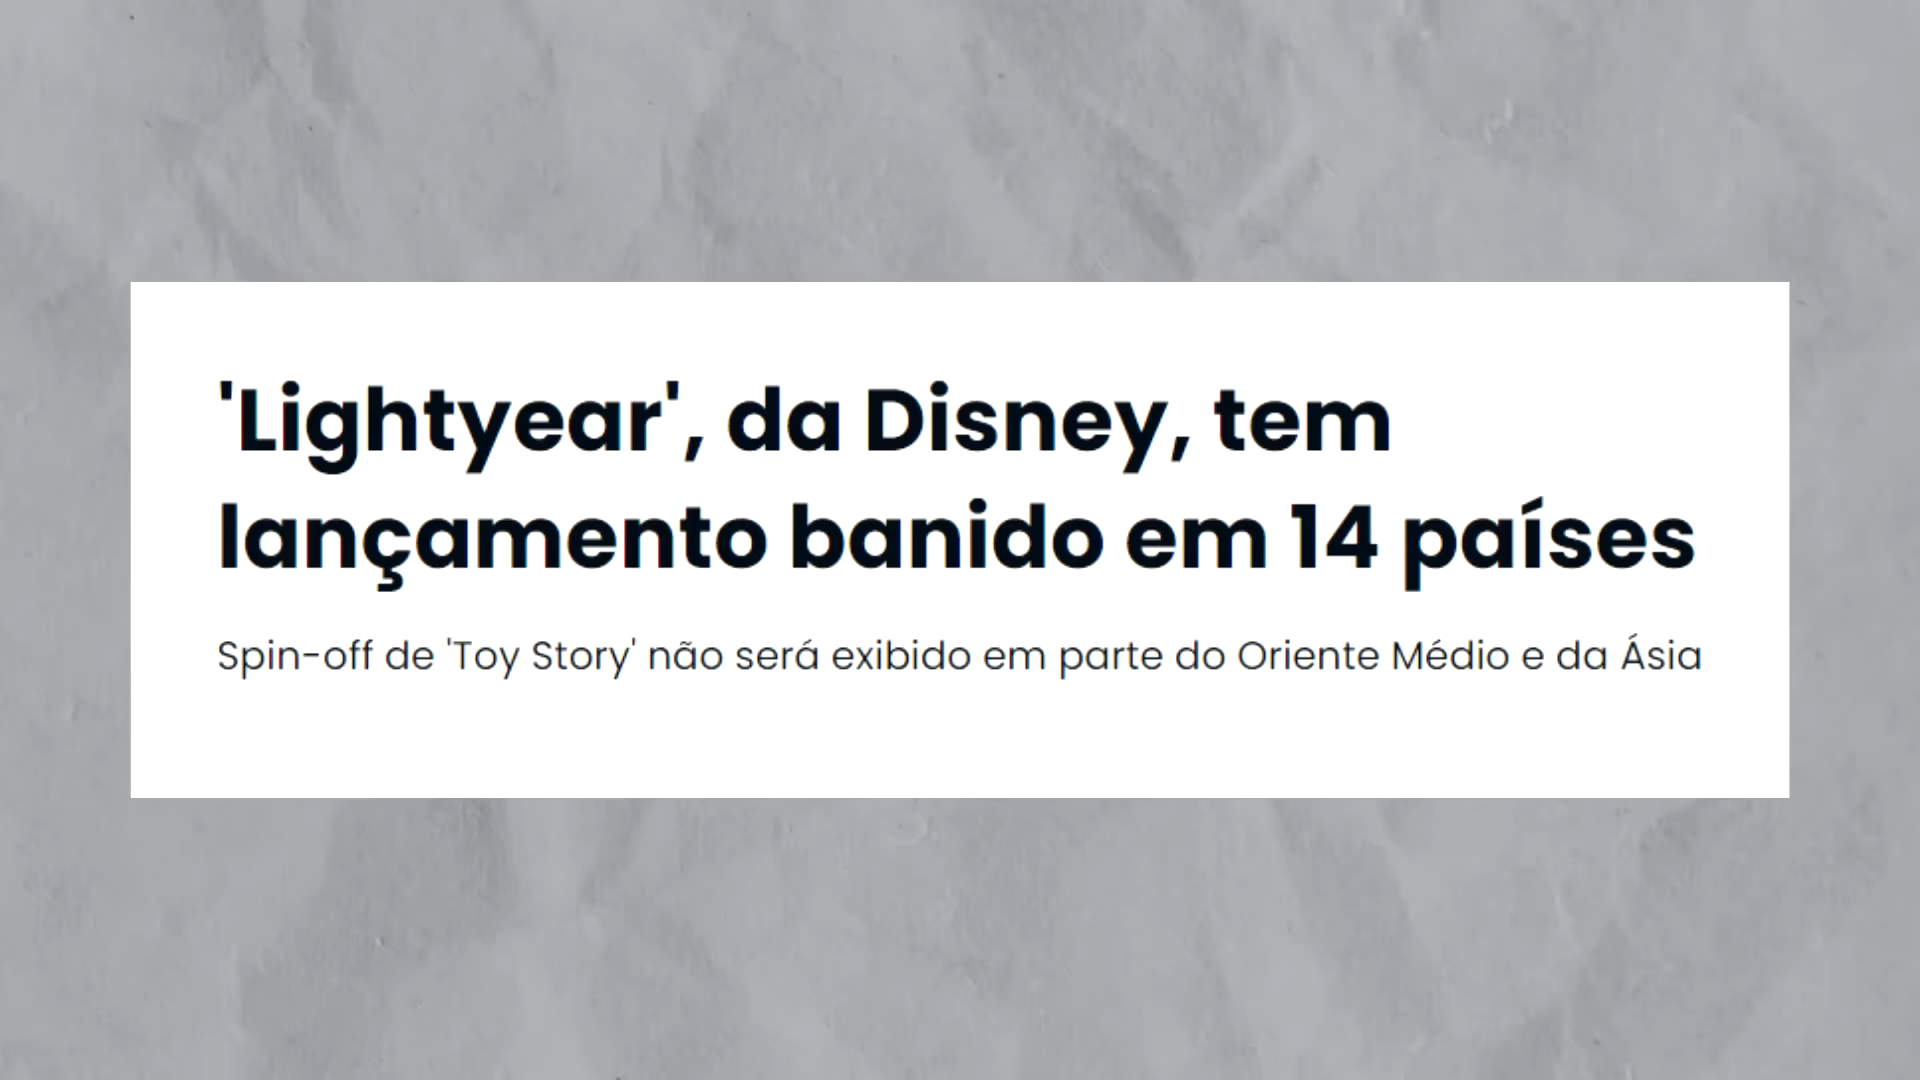 'Lightyear', da Disney, tem
lançamento banido em 14 países
Spin-off de 'Toy Story' não será exibido em parte do Oriente Médio e da Ásia